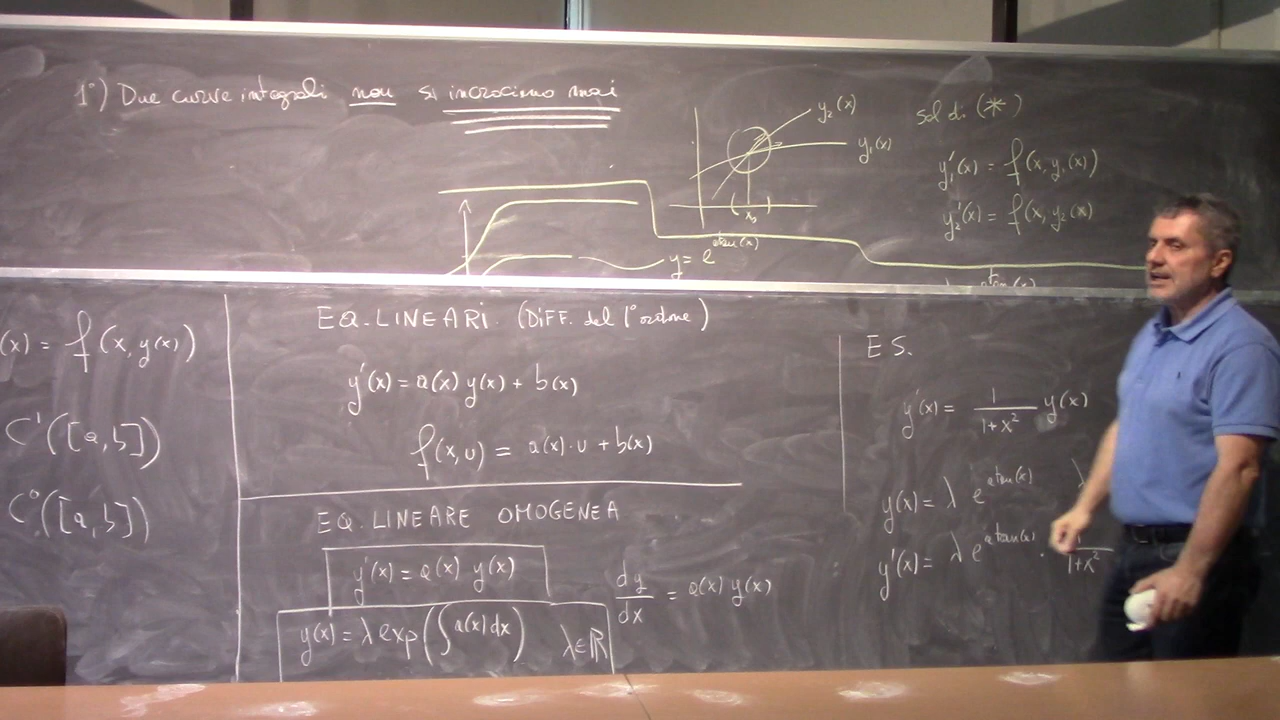 1°) Due curve integrali non si incrociano mai
y₂(x)
y₁(x)
x₀
sol di (*)
y₁'(x) = f(x, y₁(x))
y₂'(x) = f(x, y₂(x)
y = e^atan(x)
atan(x)
(x) = f(x, y(x))
C¹([a,b])
C⁰([a,b])
EQ. LINEARI. (DIFF. del 1° ordine)
y'(x) = a(x) y(x) + b(x)
f(x,u) = a(x)·u + b(x)
EQ. LINEARE OMOGENEA
y'(x) = a(x) y(x)
y(x) = λ exp(∫a(x)dx) λ∈ℝ
dy/dx = a(x) y(x)
ES.
y'(x) = 1/(1+x²) y(x)
y(x) = λ e^atan(x) λ
y'(x) = λ e^atan(x) · 1/(1+x²)